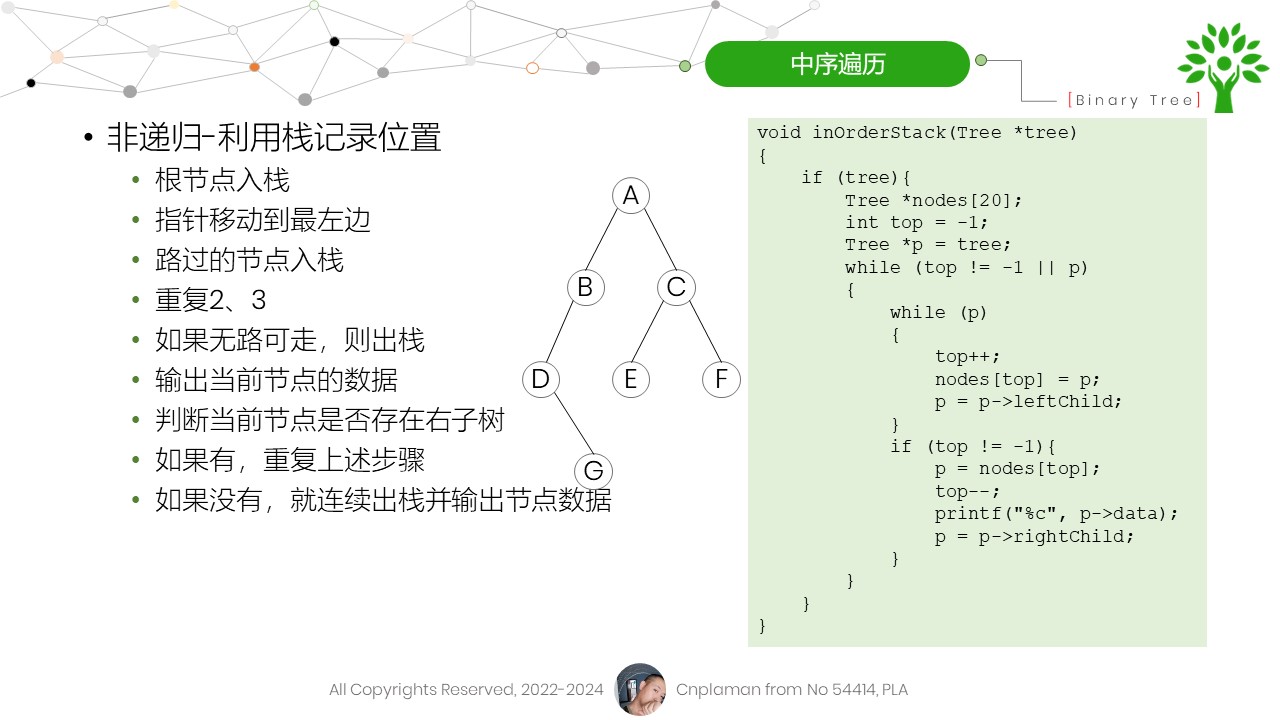 中序遍历
[Binary Tree]
• 非递归-利用栈记录位置
• 根节点入栈
• 指针移动到最左边
• 路过的节点入栈
• 重复2、3
• 如果无路可走，则出栈
• 输出当前节点的数据
• 判断当前节点是否存在右子树
• 如果有，重复上述步骤
• 如果没有，就连续出栈并输出节点数据
A
B C
D E F
G
void inOrderStack(Tree *tree)
{
    if (tree){
        Tree *nodes[20];
        int top = -1;
        Tree *p = tree;
        while (top != -1 || p)
        {
            while (p)
            {
                top++;
                nodes[top] = p;
                p = p->leftChild;
            }
            if (top != -1){
                p = nodes[top];
                top--;
                printf("%c", p->data);
                p = p->rightChild;
            }
        }
    }
}
All Copyrights Reserved, 2022-2024 Cnplaman from No 54414, PLA